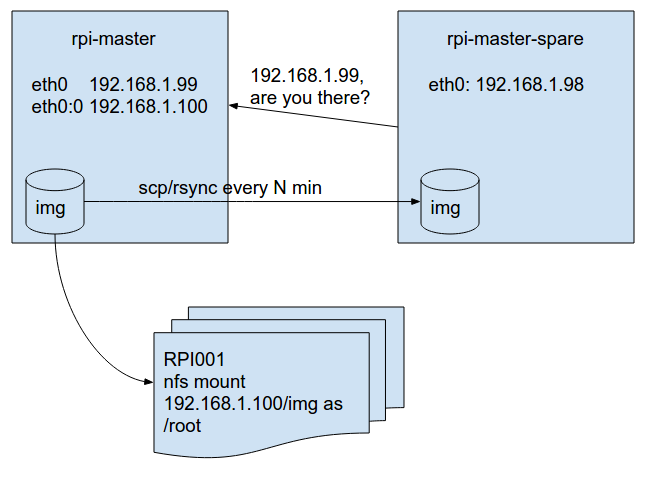 rpi-master
eth0 192.168.1.99
eth0:0 192.168.1.100
img
192.168.1.99,
are you there?
scp/rsync every N min
rpi-master-spare
eth0: 192.168.1.98
img
RPI001
nfs mount
192.168.1.100/img as
/root